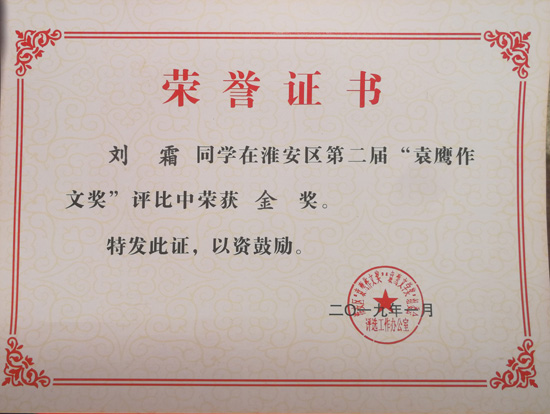 荣誉证书
刘 霜 同学在淮安区第二届“袁鹰作
文奖”评比中荣获 金 奖。
特发此证，以资鼓励。
二〇一九年 月
评选工作办公室